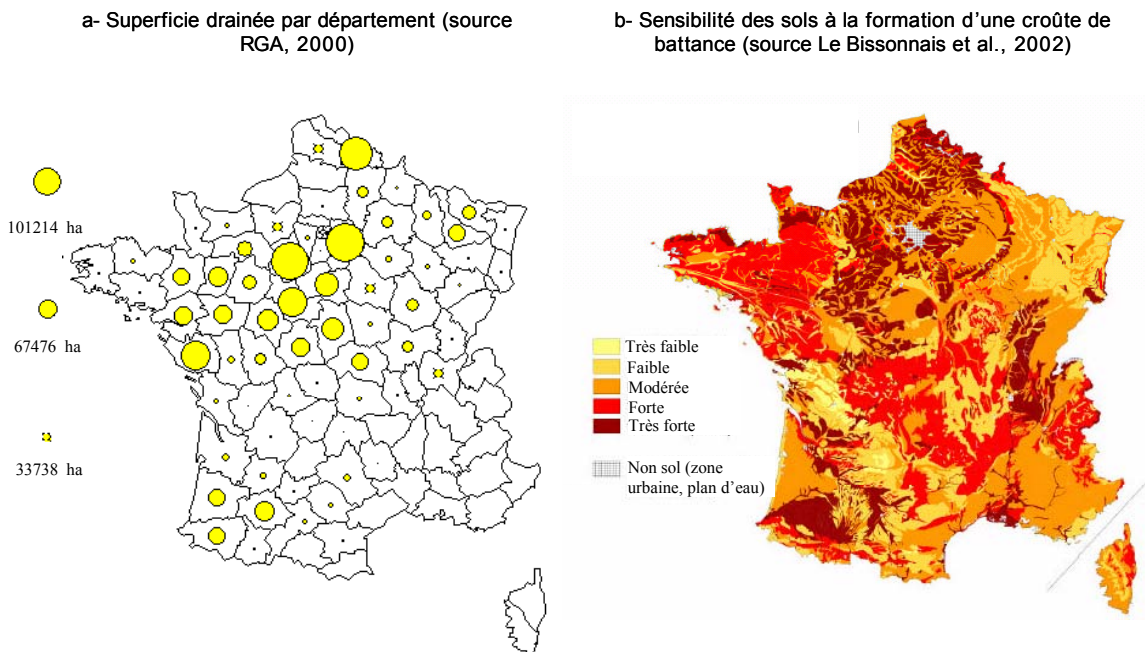 a- Superficie drainée par département (source
RGA, 2000)
101214 ha
67476 ha
33738 ha
b- Sensibilité des sols à la formation d'une croûte de
battance (source Le Bissonnais et al., 2002)
Très faible
Faible
Modérée
Forte
Très forte
Non sol (zone
urbaine, plan d'eau)